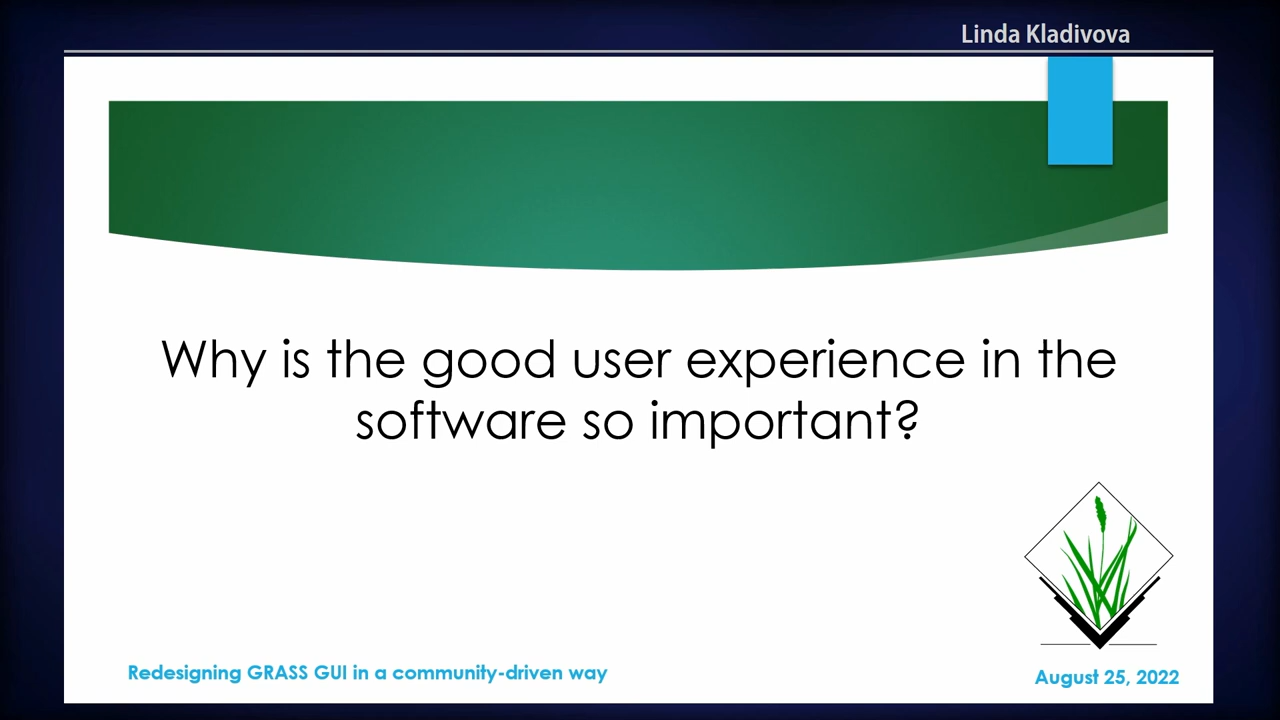 Linda Kladivova
Why is the good user experience in the
software so important?
Redesigning GRASS GUI in a community-driven way
August 25, 2022